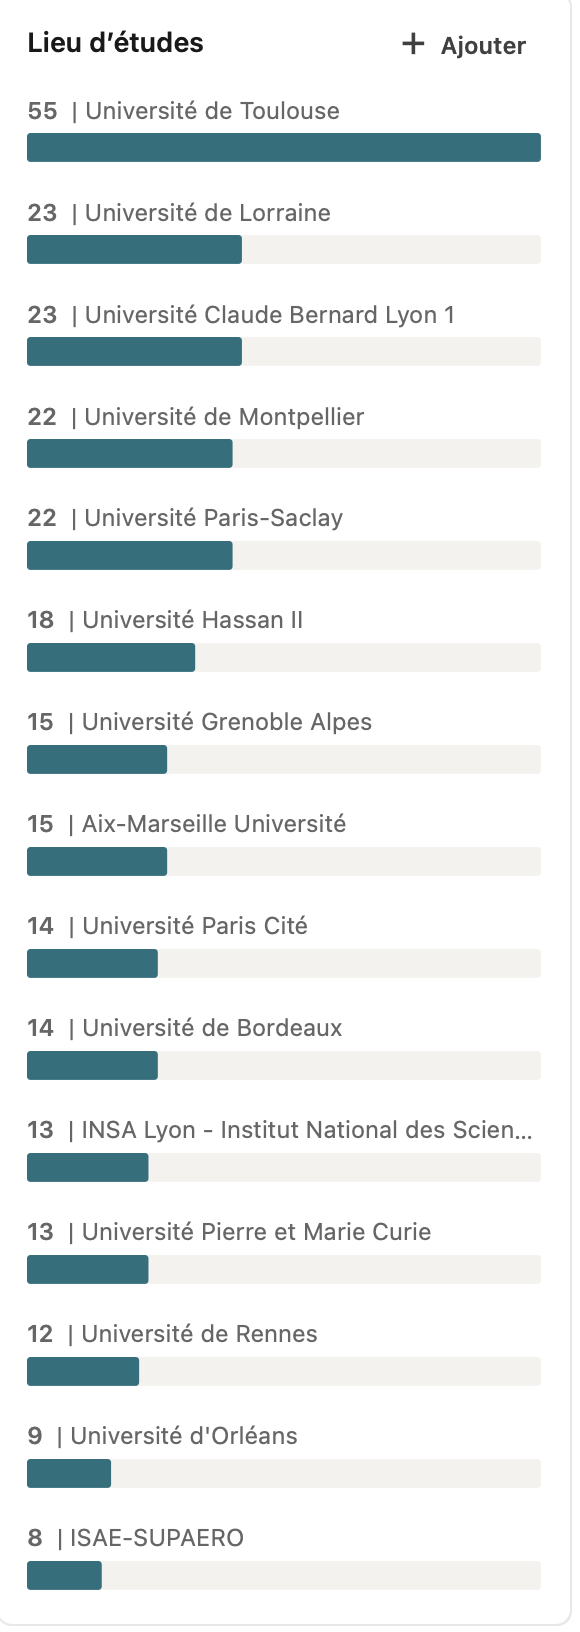 Lieu d’études
+ Ajouter
55 | Université de Toulouse
23 | Université de Lorraine
23 | Université Claude Bernard Lyon 1
22 | Université de Montpellier
22 | Université Paris-Saclay
18 | Université Hassan II
15 | Université Grenoble Alpes
15 | Aix-Marseille Université
14 | Université Paris Cité
14 | Université de Bordeaux
13 | INSA Lyon - Institut National des Scien...
13 | Université Pierre et Marie Curie
12 | Université de Rennes
9 | Université d'Orléans
8 | ISAE-SUPAERO